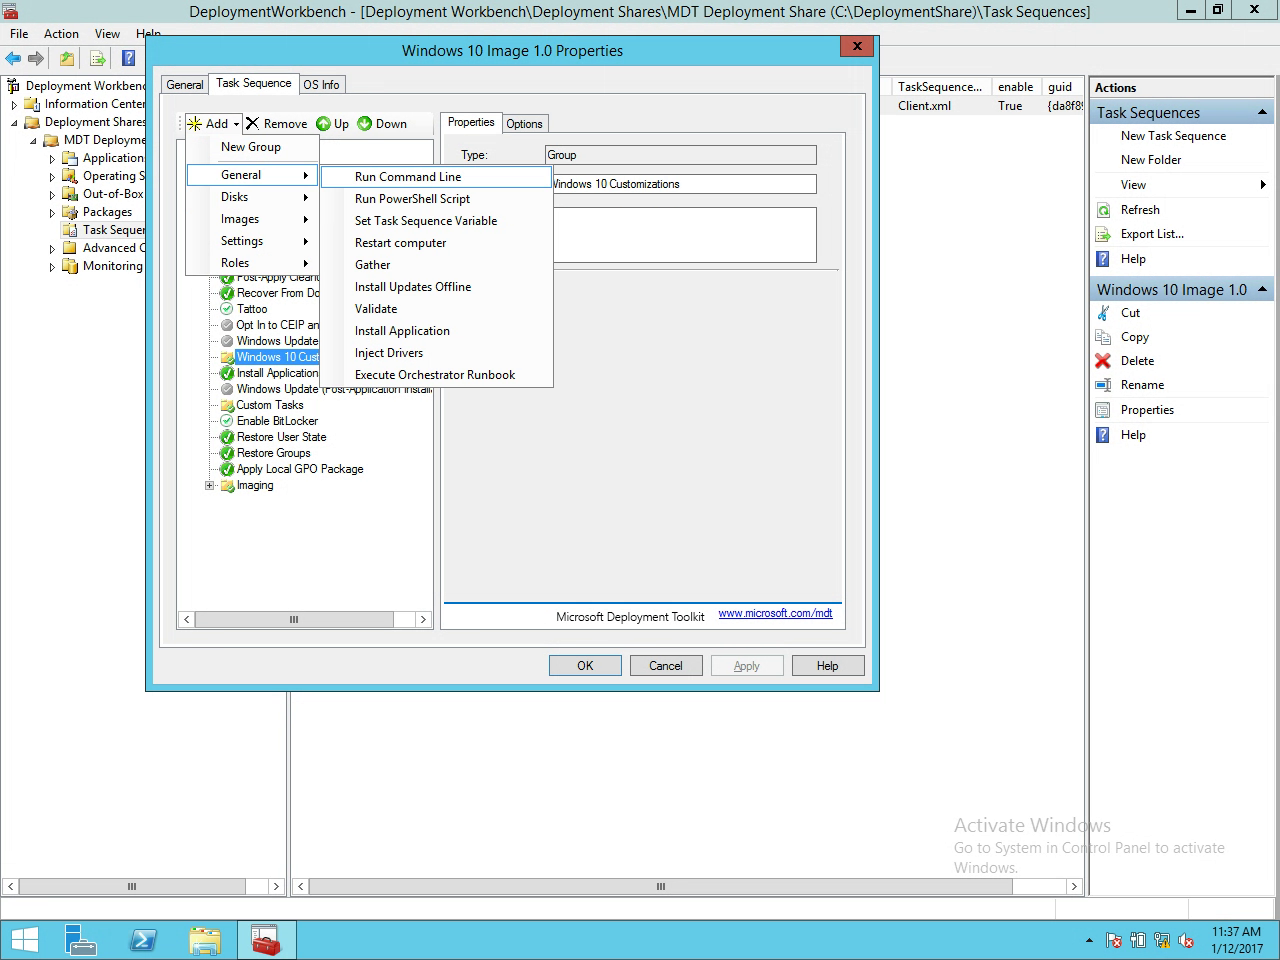 DeploymentWorkbench - [Deployment Workbench\Deployment Shares\MDT Deployment Share (C:\DeploymentShare)\Task Sequences]
File Action View Help
Windows 10 Image 1.0 Properties
General Task Sequence OS Info
Add Remove Up Down
New Group
General
Disks
Images
Settings
Roles
Run Command Line
Run PowerShell Script
Set Task Sequence Variable
Restart computer
Gather
Install Updates Offline
Validate
Install Application
Inject Drivers
Execute Orchestrator Runbook
Post-Apply Cleanu
Recover From Do
Tattoo
Opt In to CEIP an
Windows Update
Windows 10 Cust
Install Application
Windows Update (Post-Application Install
Custom Tasks
Enable BitLocker
Restore User State
Restore Groups
Apply Local GPO Package
Imaging
Properties Options
Type: Group
Windows 10 Customizations
Microsoft Deployment Toolkit www.microsoft.com/mdt
OK Cancel Apply Help
Deployment Workbenc
Information Center
Deployment Shares
MDT Deployme
Application
Operating S
Out-of-Box
Packages
Task Sequer
Advanced C
Monitoring
TaskSequence... enable guid
Client.xml True {da8f89
Actions
Task Sequences
New Task Sequence
New Folder
View
Refresh
Export List...
Help
Windows 10 Image 1.0
Cut
Copy
Delete
Rename
Properties
Help
Activate Windows
Go to System in Control Panel to activate
Windows.
11:37 AM
1/12/2017